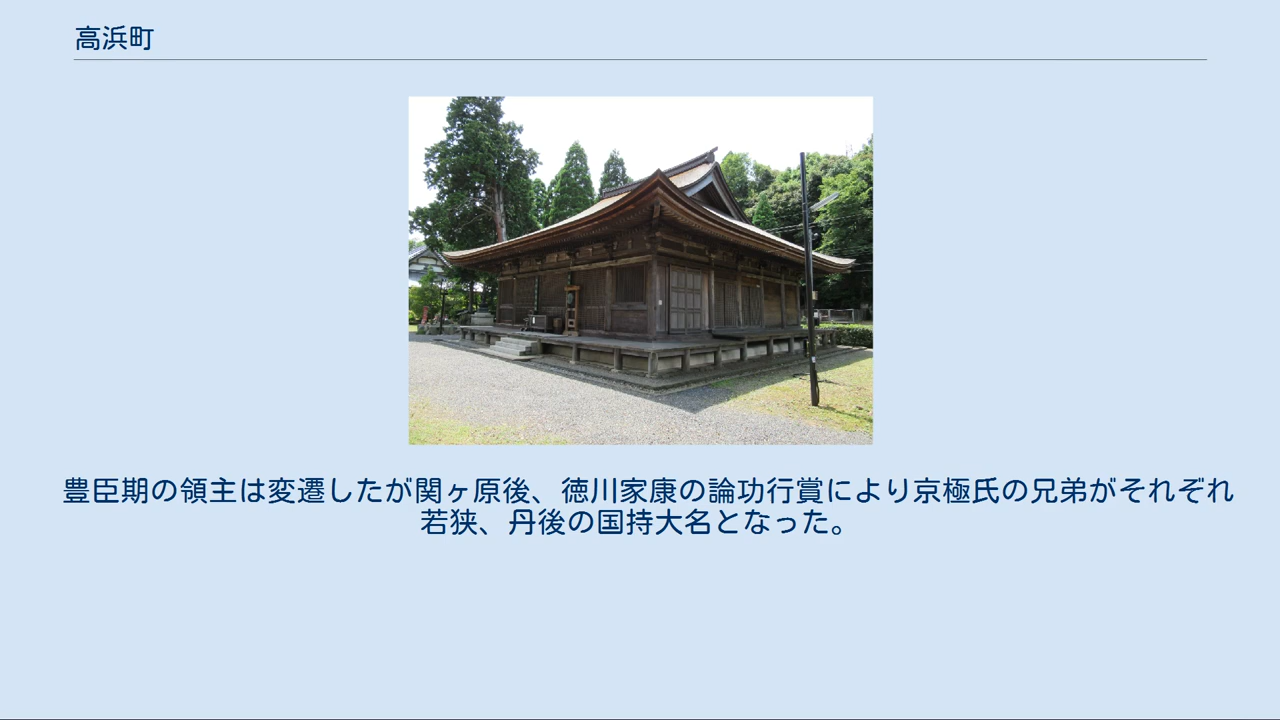 高浜町
豊臣期の領主は変遷したが関ヶ原後、徳川家康の論功行賞により京極氏の兄弟がそれぞれ
若狭、丹後の国持大名となった。